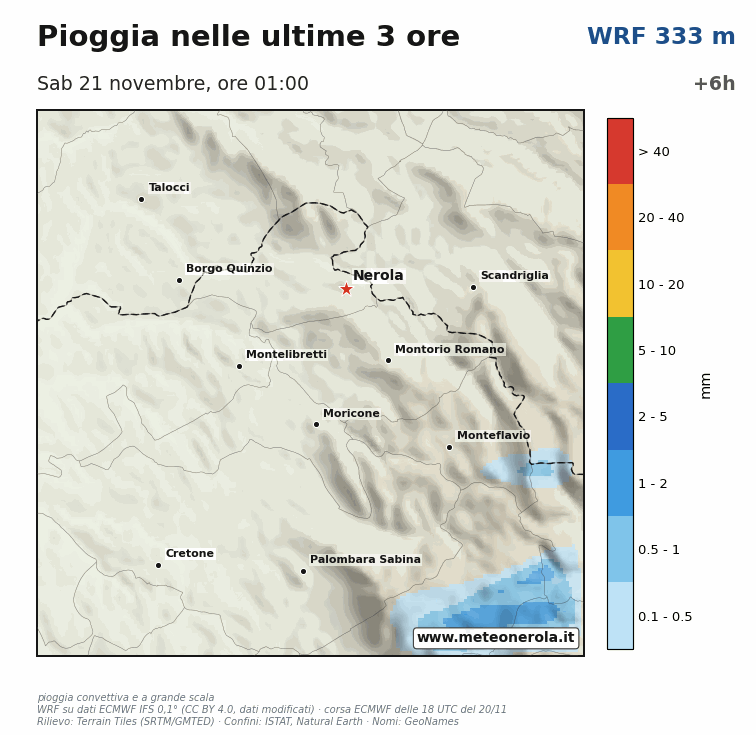 Pioggia nelle ultime 3 ore
WRF 333 m
Sab 21 novembre, ore 01:00
+6h
Talocci
Borgo Quinzio
Nerola
Scandriglia
Montelibretti
Montorio Romano
Moricone
Monteflavio
Cretone
Palombara Sabina
www.meteonerola.it
> 40
20 - 40
10 - 20
5 - 10
2 - 5
1 - 2
0.5 - 1
0.1 - 0.5
mm
pioggia convettiva e a grande scala
WRF su dati ECMWF IFS 0,1° (CC BY 4.0, dati modificati) · corsa ECMWF delle 18 UTC del 20/11
Rilievo: Terrain Tiles (SRTM/GMTED) · Confini: ISTAT, Natural Earth · Nomi: GeoNames